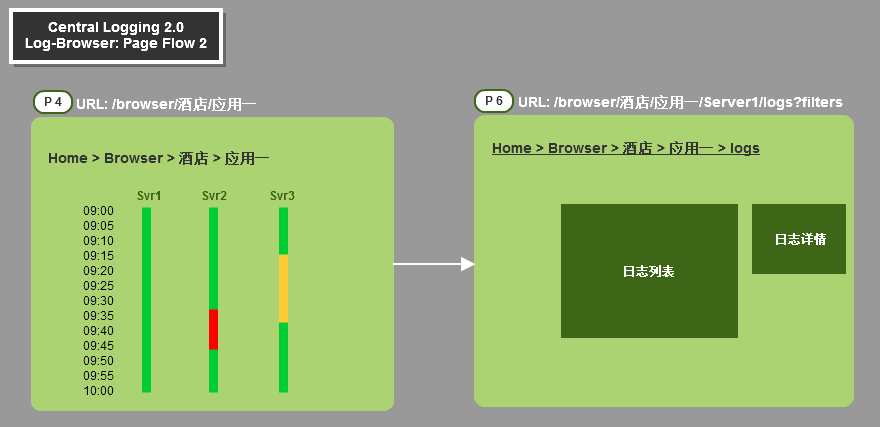 Central Logging 2.0
Log-Browser: Page Flow 2
P 4 URL: /browser/酒店/应用一
Home > Browser > 酒店 > 应用一
Svr1 Svr2 Svr3
09:00
09:05
09:10
09:15
09:20
09:30
09:35
09:40
09:45
09:50
09:55
10:00
P 6 URL: /browser/酒店/应用一/Server1/logs?filters
Home > Browser > 酒店 > 应用一 > logs
日志列表
日志详情